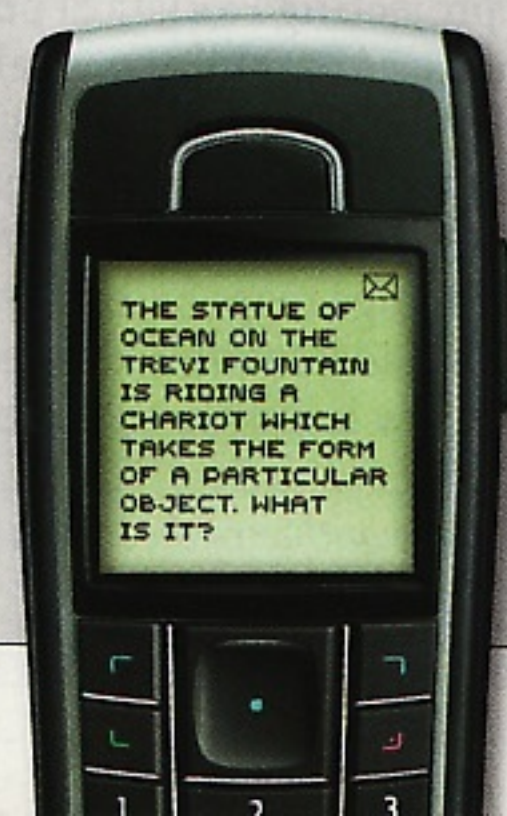 THE STATUE OF
OCEAN ON THE
TREVI FOUNTAIN
IS RIDING A
CHARIOT WHICH
TAKES THE FORM
OF A PARTICULAR
OBJECT. WHAT
IS IT?
1 2 3